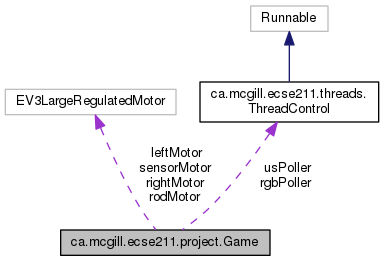 Runnable
ca.mcgill.ecse211.threads.
ThreadControl
EV3LargeRegulatedMotor
leftMotor
sensorMotor
rightMotor
rodMotor
usPoller
rgbPoller
ca.mcgill.ecse211.project.Game